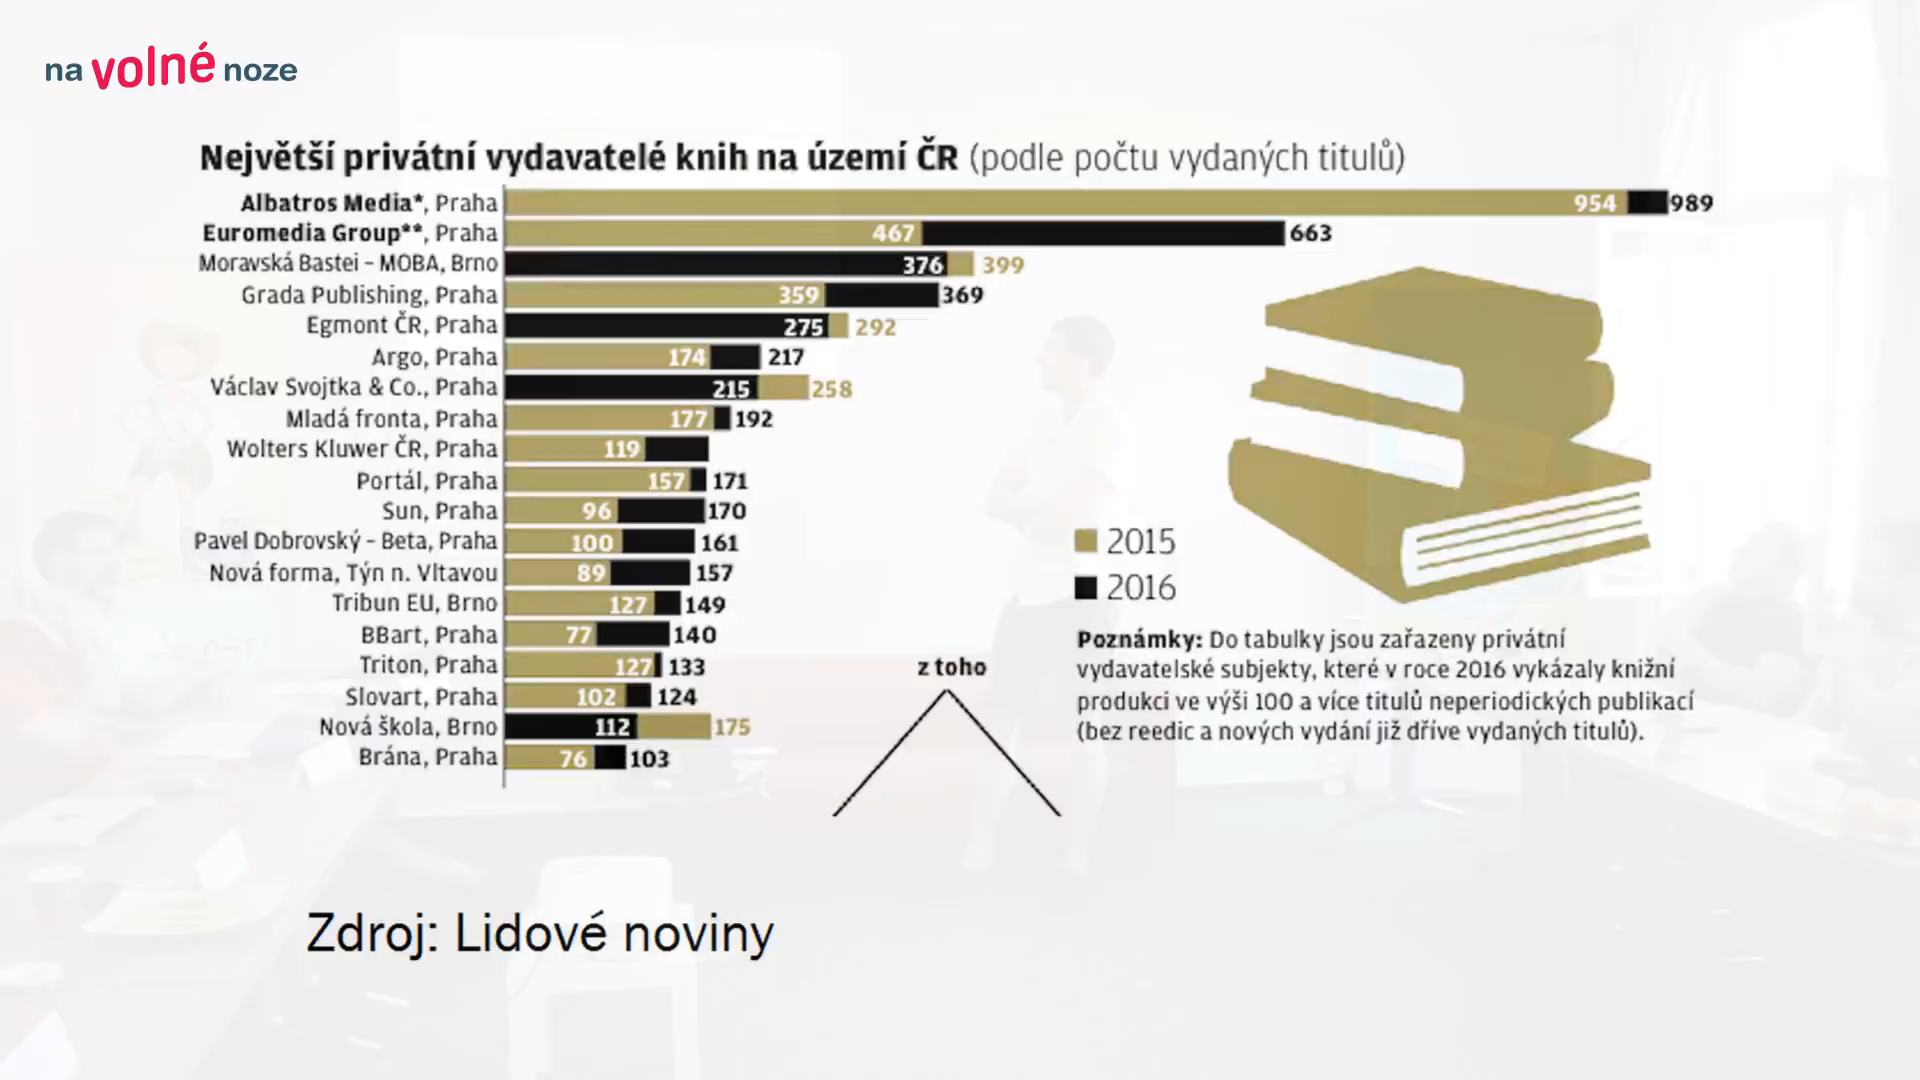 na volné noze
Největší privátní vydavatelé knih na území ČR (podle počtu vydaných titulů)
Albatros Media*, Praha 954 989
Euromedia Group**, Praha 467 663
Moravská Bastei – MOBA, Brno 376 399
Grada Publishing, Praha 359 369
Egmont ČR, Praha 275 292
Argo, Praha 174 217
Václav Svojtka & Co., Praha 215 258
Mladá fronta, Praha 177 192
Wolters Kluwer ČR, Praha 119
Portál, Praha 157 171
Sun, Praha 96 170
Pavel Dobrovský – Beta, Praha 100 161
Nová forma, Týn n. Vltavou 89 157
Tribun EU, Brno 127 149
BBart, Praha 77 140
Triton, Praha 127 133
Slovart, Praha 102 124
Nová škola, Brno 112 175
Brána, Praha 76 103
z toho
2015
2016
Poznámky: Do tabulky jsou zařazeny privátní
vydavatelské subjekty, které v roce 2016 vykázaly knižní
produkci ve výši 100 a více titulů neperiodických publikací
(bez reedic a nových vydání již dříve vydaných titulů).
Zdroj: Lidové noviny